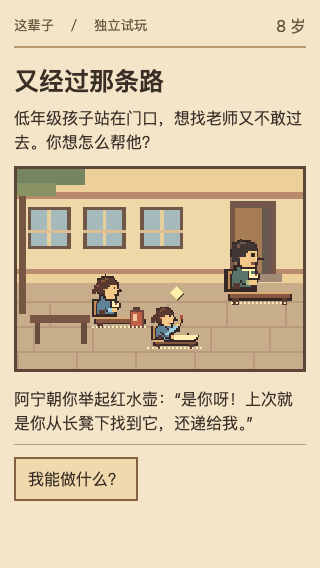 这辈子 / 独立试玩 8 岁
又经过那条路
低年级孩子站在门口，想找老师又不敢过
去。你想怎么帮他？
阿宁朝你举起红水壶：“是你呀！上次就
是你从长凳下找到它，还递给我。”
我能做什么？